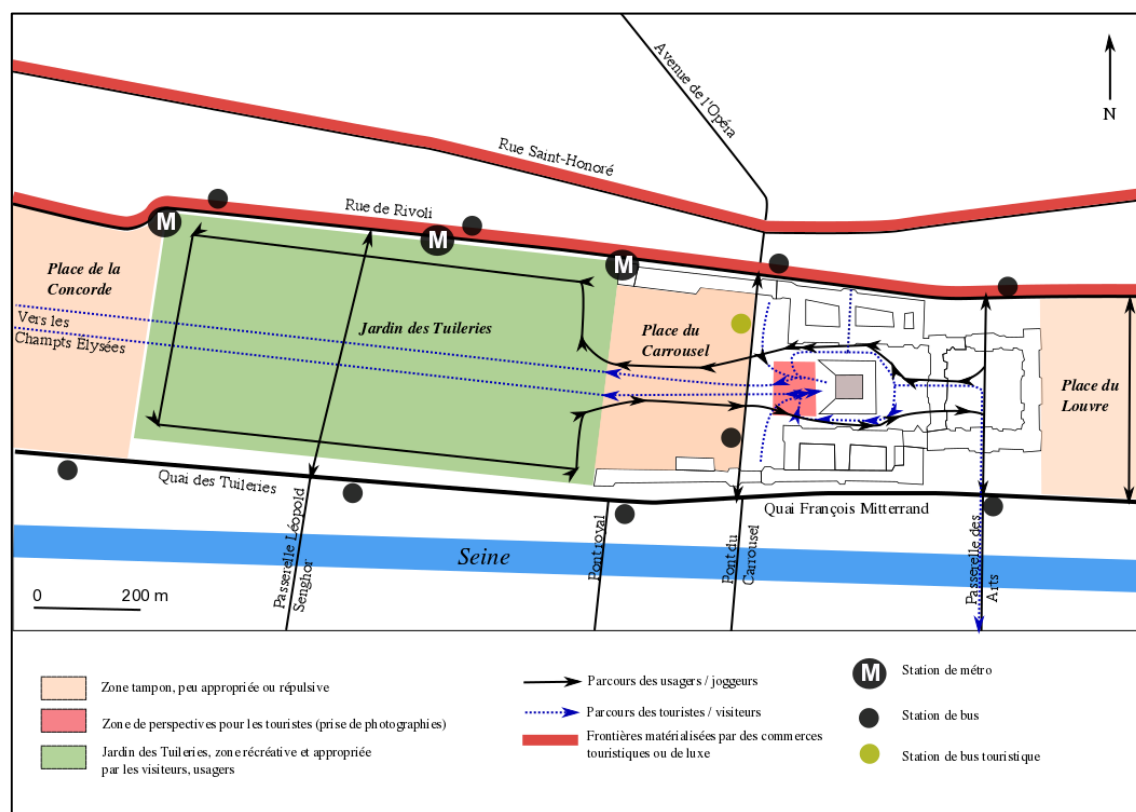 Avenue de l'Opéra
N
Rue Saint-Honoré
Rue de Rivoli
M
M
M
Place de la
Concorde
Vers les
Champts Elysées
Jardin des Tuileries
Place du
Carrousel
Place du
Louvre
Quai des Tuileries
Quai François Mitterrand
Seine
Passerelle Léopold
Senghor
Pont royal
Pont du
Carrousel
Passerelle des
Arts
0 200 m
Zone tampon, peu appropriée ou répulsive
Zone de perspectives pour les touristes (prise de photographies)
Jardin des Tuileries, zone récréative et appropriée
par les visiteurs, usagers
Parcours des usagers / joggeurs
Parcours des touristes / visiteurs
Frontières matérialisées par des commerces
touristiques ou de luxe
M
Station de métro
Station de bus
Station de bus touristique